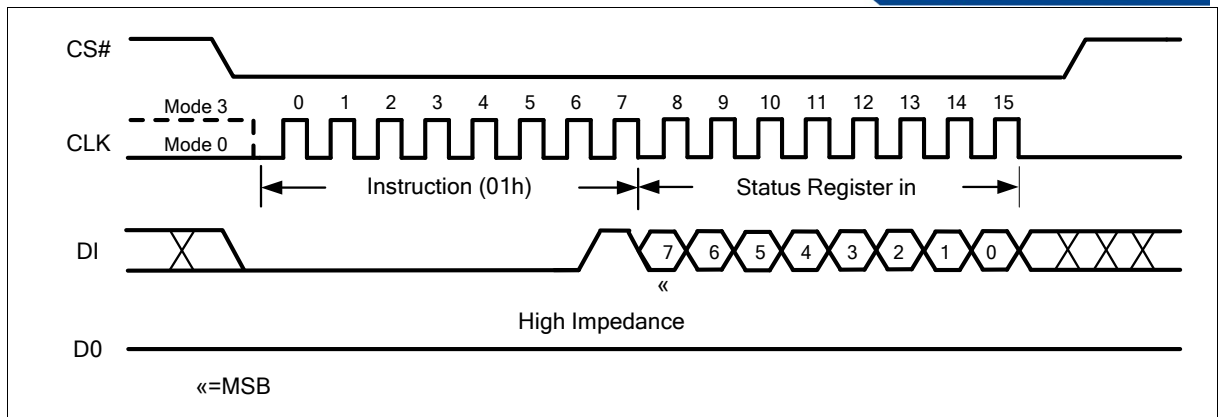 CS#
Mode 3
0 1 2 3 4 5 6 7 8 9 10 11 12 13 14 15
CLK
Mode 0
Instruction (01h)
Status Register in
DI
7 6 5 4 3 2 1 0
«
High Impedance
D0
«=MSB